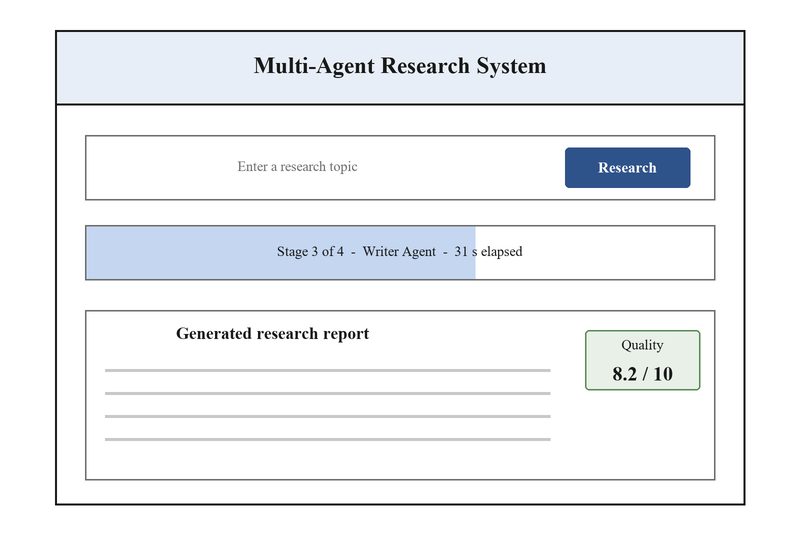 Multi-Agent Research System
Enter a research topic
Research
Stage 3 of 4 - Writer Agent - 31 s elapsed
Generated research report
Quality
8.2 / 10